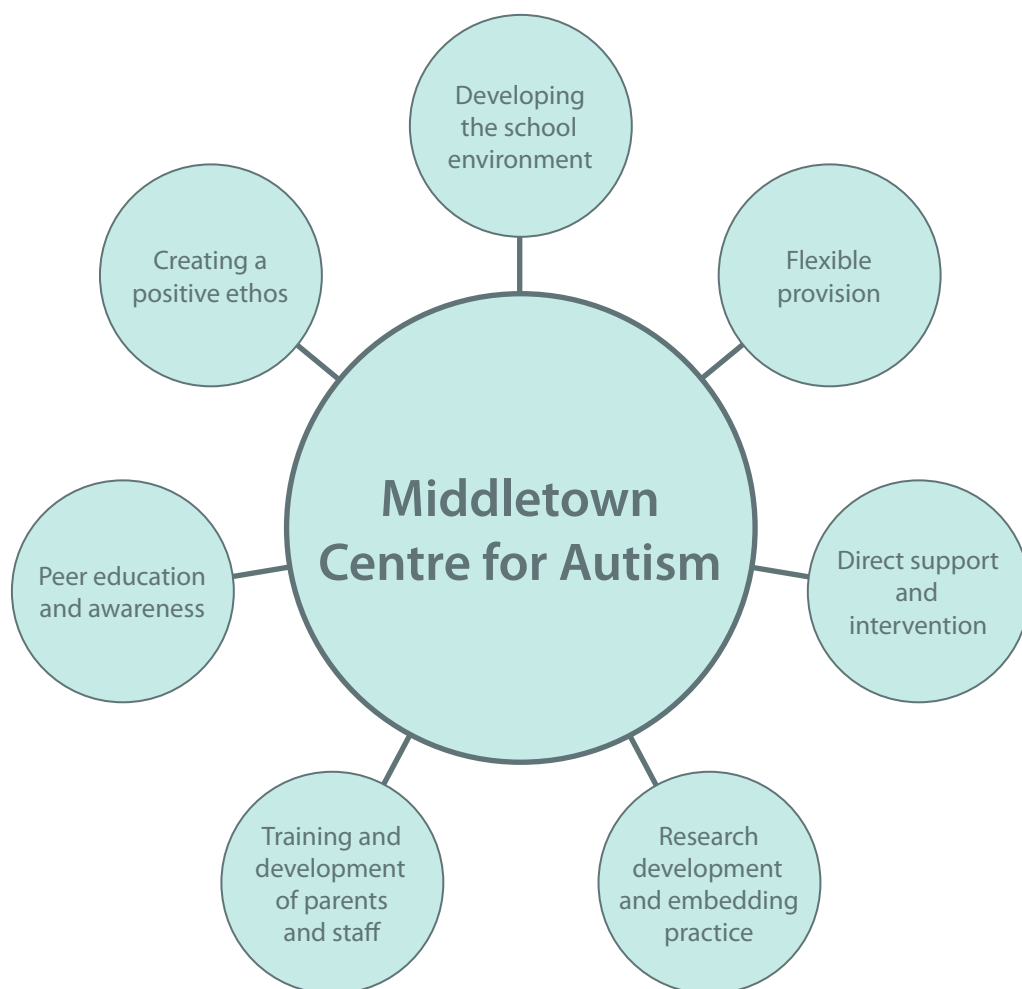 Developing
the school
environment
Creating a
positive ethos
Flexible
provision
Middletown
Centre for Autism
Peer education
and awareness
Direct support
and
intervention
Training and
development
of parents
and staff
Research
development
and embedding
practice